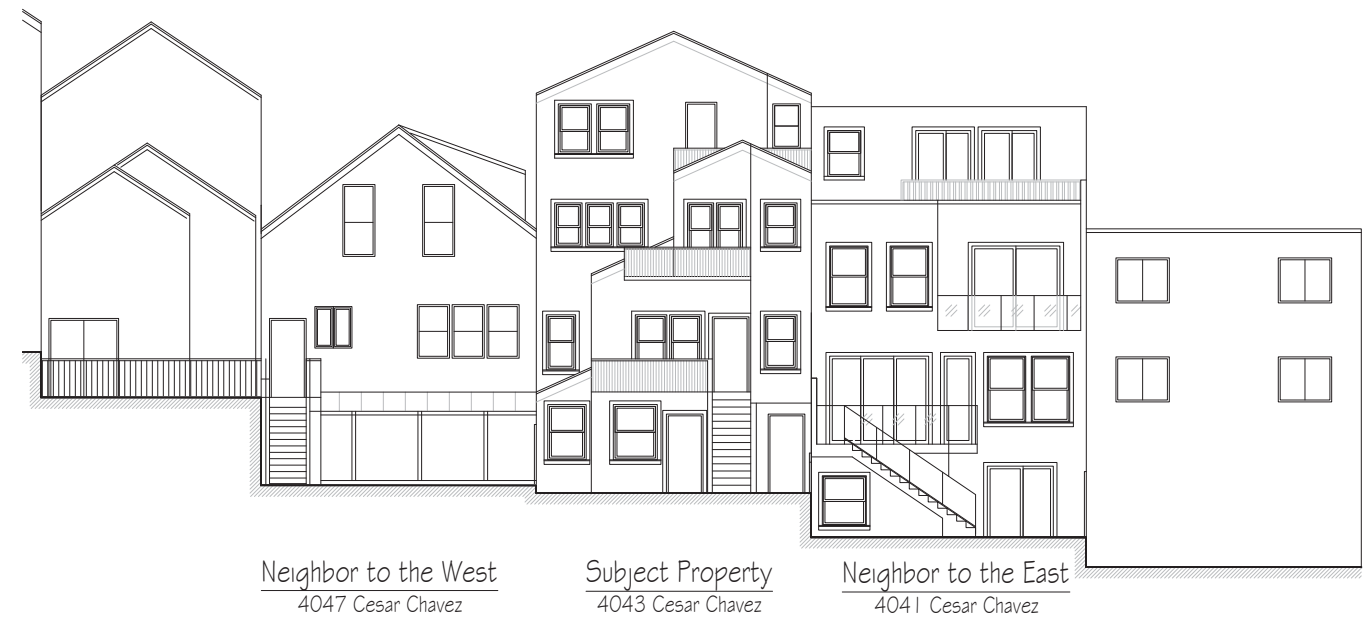 Neighbor to the West
4047 Cesar Chavez
Subject Property
4043 Cesar Chavez
Neighbor to the East
4041 Cesar Chavez